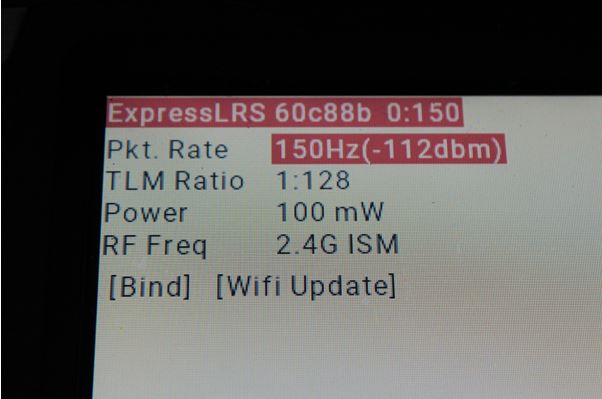 ExpressLRS 60c88b 0:150
Pkt. Rate 150Hz(-112dbm)
TLM Ratio 1:128
Power 100 mW
RF Freq 2.4G ISM
[Bind] [Wifi Update]